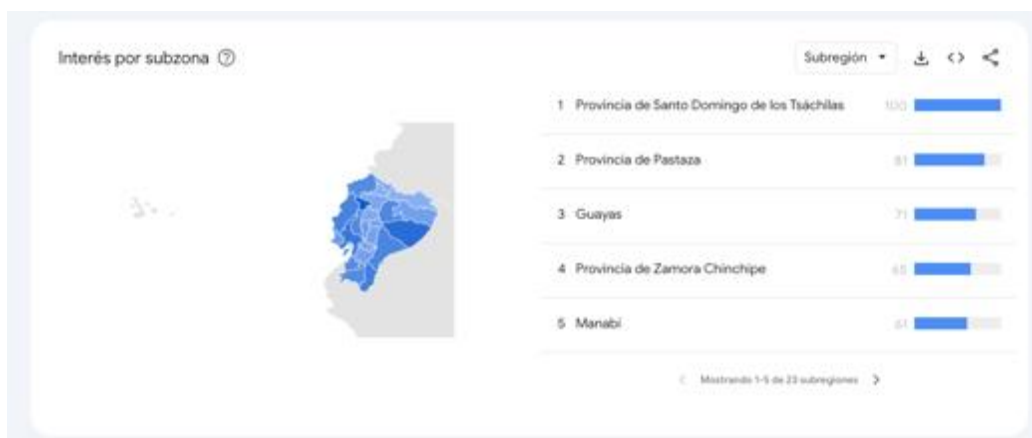 Interés por subzona
Subregión
1 Provincia de Santo Domingo de los Tsáchilas 100
2 Provincia de Pastaza 81
3 Guayas 71
4 Provincia de Zamora Chinchipe 65
5 Manabí 61
Mostrando 1-5 de 23 subregiones